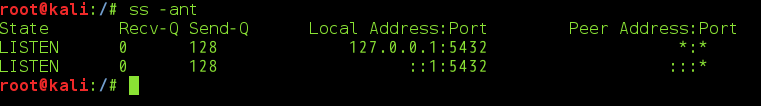 root@kali:/# ss -ant
State Recv-Q Send-Q Local Address:Port Peer Address:Port
LISTEN 0 128 127.0.0.1:5432 *:*
LISTEN 0 128 ::1:5432 :::*
root@kali:/#